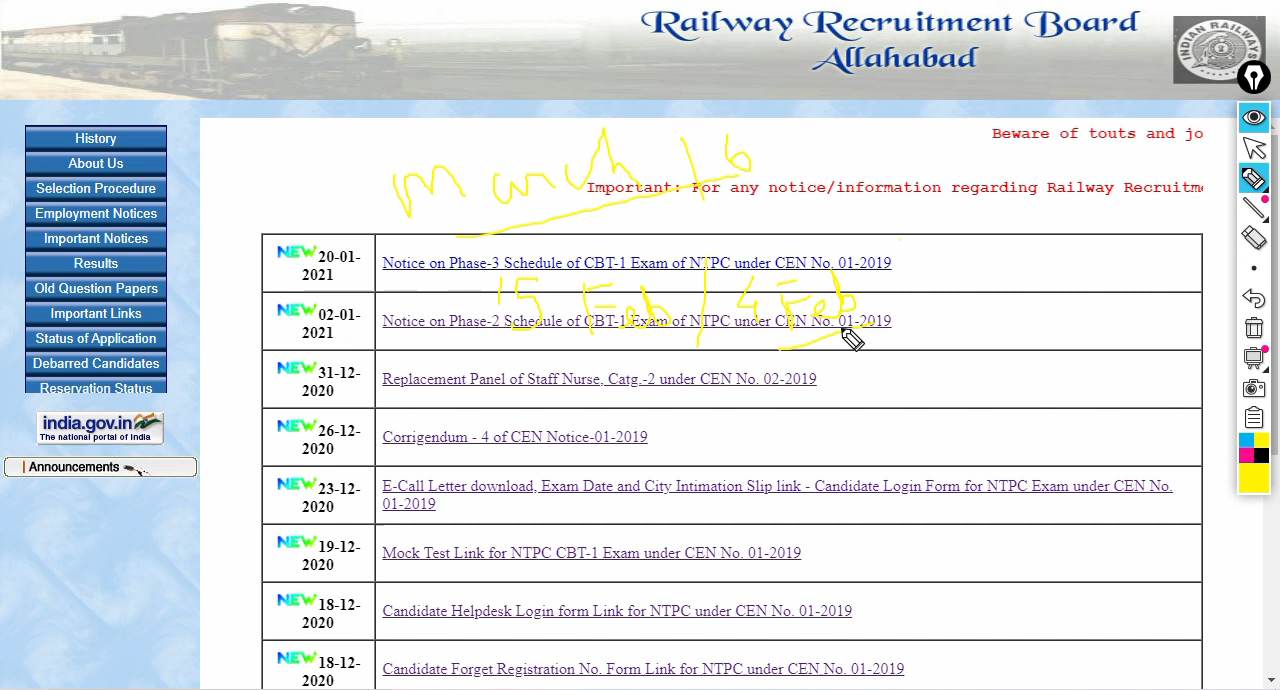 Railway Recruitment Board
Allahabad
INDIAN RAILWAYS
History
About Us
Selection Procedure
Employment Notices
Important Notices
Results
Old Question Papers
Important Links
Status of Application
Debarred Candidates
Reservation Status
india.gov.in
The national portal of India
Announcements
Beware of touts and jo
March 16
Important: For any notice/information regarding Railway Recruitme
NEW 20-01-2021 Notice on Phase-3 Schedule of CBT-1 Exam of NTPC under CEN No. 01-2019
15 Feb / 4 Feb
NEW 02-01-2021 Notice on Phase-2 Schedule of CBT-1 Exam of NTPC under CEN No. 01-2019
NEW 31-12-2020 Replacement Panel of Staff Nurse, Catg.-2 under CEN No. 02-2019
NEW 26-12-2020 Corrigendum - 4 of CEN Notice-01-2019
NEW 23-12-2020 E-Call Letter download, Exam Date and City Intimation Slip link - Candidate Login Form for NTPC Exam under CEN No. 01-2019
NEW 19-12-2020 Mock Test Link for NTPC CBT-1 Exam under CEN No. 01-2019
NEW 18-12-2020 Candidate Helpdesk Login form Link for NTPC under CEN No. 01-2019
NEW 18-12-2020 Candidate Forget Registration No. Form Link for NTPC under CEN No. 01-2019